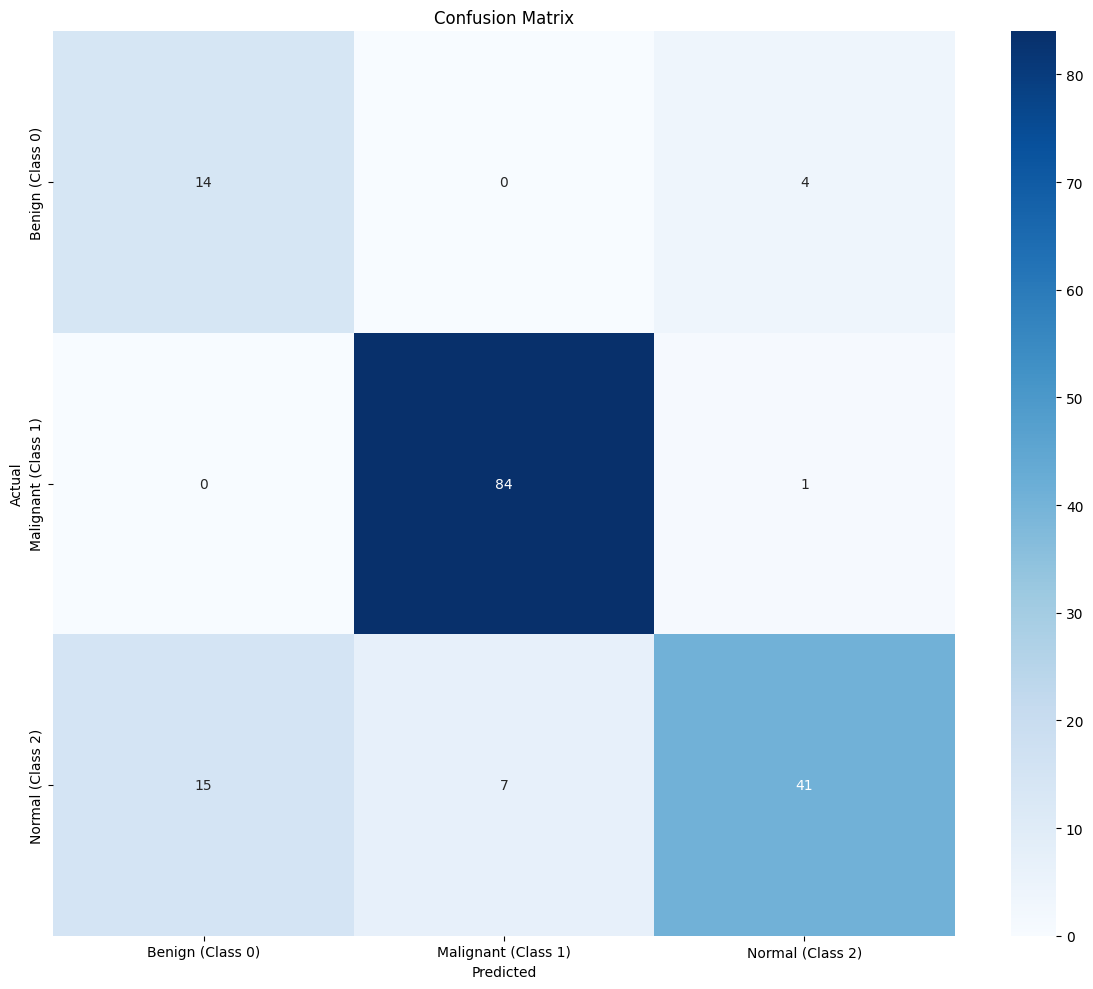 Confusion Matrix
Actual
Benign (Class 0)
14
0
4
Malignant (Class 1)
0
84
1
Normal (Class 2)
15
7
41
Benign (Class 0)
Malignant (Class 1)
Normal (Class 2)
Predicted
80
70
60
50
40
30
20
10
0